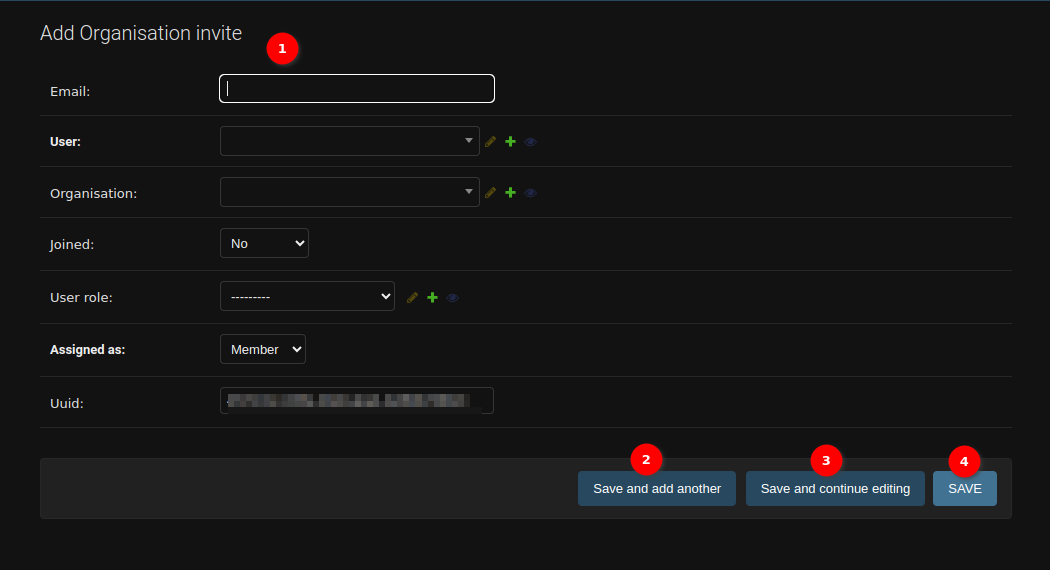 Add Organisation invite
1
Email:
User:
Organisation:
Joined: No
User role: ---------
Assigned as: Member
Uuid:
2 3 4
Save and add another Save and continue editing SAVE